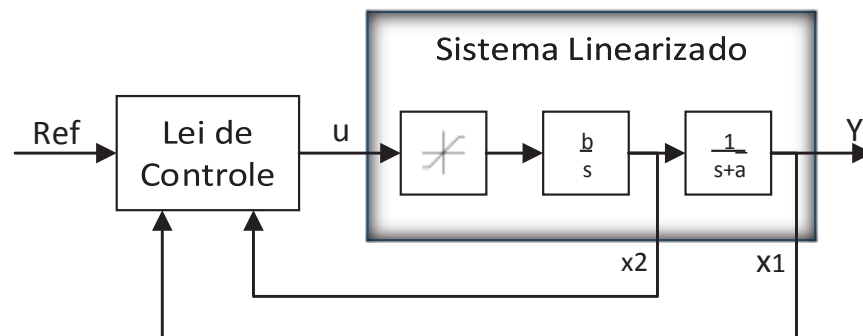 Sistema Linearizado
Ref
Lei de
Controle
u
b
s
1
s+a
Y
x2
x1